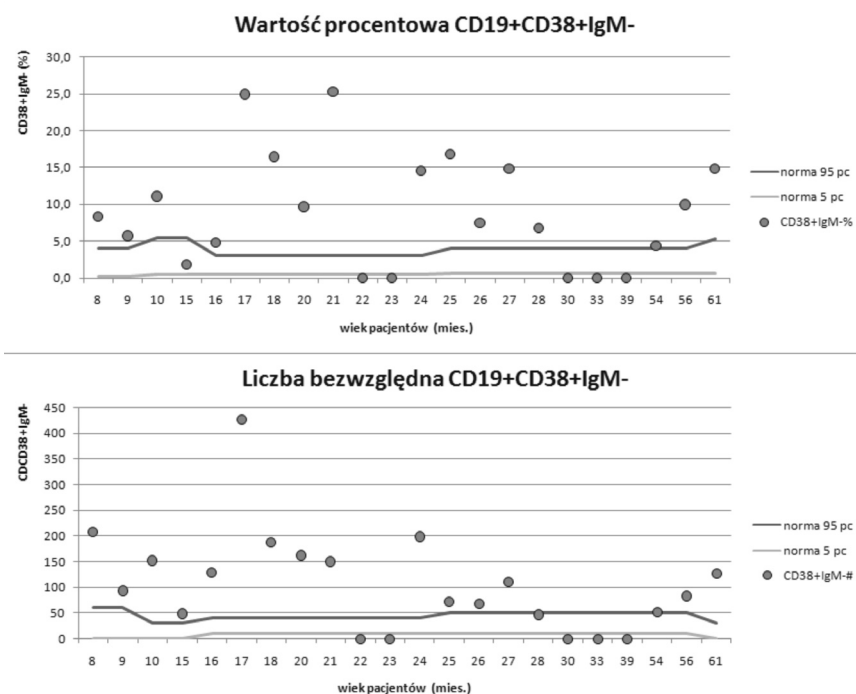 Wartość procentowa CD19+CD38+IgM-
CD38+IgM- (%)
30,0
25,0
20,0
15,0
10,0
5,0
0,0
8 9 10 15 16 17 18 20 21 22 23 24 25 26 27 28 30 33 39 54 56 61
wiek pacjentów (mies.)
norma 95 pc
norma 5 pc
CD38+IgM-%
Liczba bezwzględna CD19+CD38+IgM-
CDCD38+IgM-
450
400
350
300
250
200
150
100
50
0
8 9 10 15 16 17 18 20 21 22 23 24 25 26 27 28 30 33 39 54 56 61
wiek pacjentów (mies.)
norma 95 pc
norma 5 pc
CD38+IgM-#